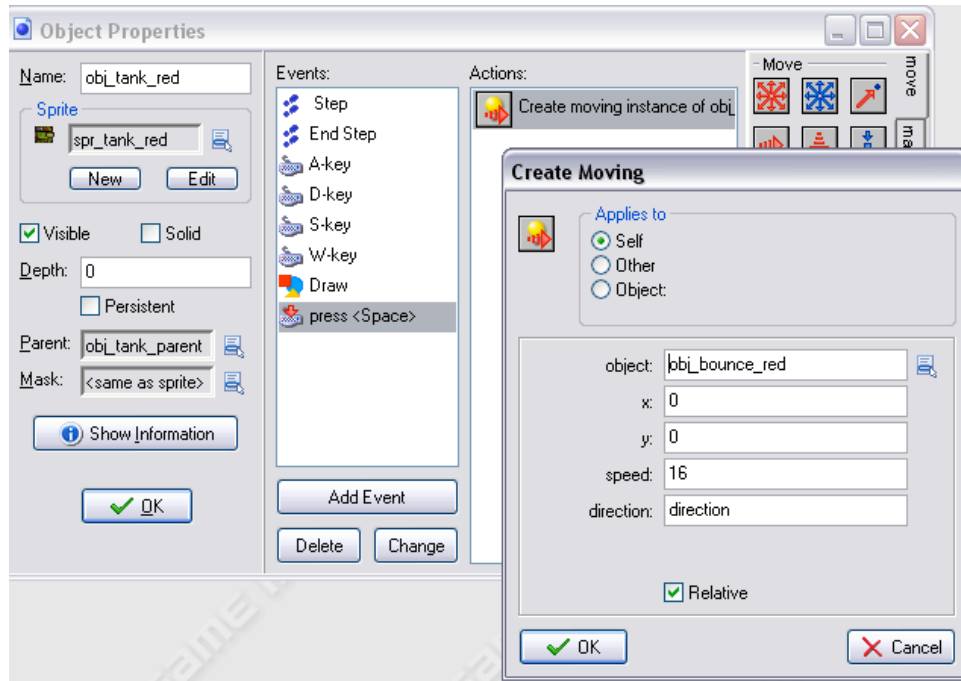 Object Properties
Name: obj_tank_red
Sprite
spr_tank_red
New Edit
Visible Solid
Depth: 0
Persistent
Parent: obj_tank_parent
Mask: <same as sprite>
Show Information
OK
Events:
Step
End Step
A-key
D-key
S-key
W-key
Draw
press <Space>
Add Event
Delete Change
Actions:
Create moving instance of obj_
Move
move
ma
Create Moving
Applies to
Self
Other
Object:
object: obj_bounce_red
x: 0
y: 0
speed: 16
direction: direction
Relative
OK Cancel